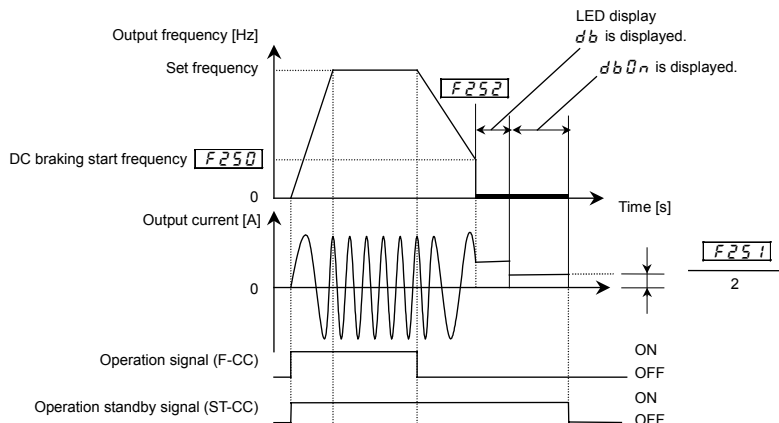 LED display
db is displayed.
dbOn is displayed.
Output frequency [Hz]
Set frequency
F252
DC braking start frequency F250
0
Time [s]
Output current [A]
F251
2
0
Operation signal (F-CC)
ON
OFF
Operation standby signal (ST-CC)
ON
OFF